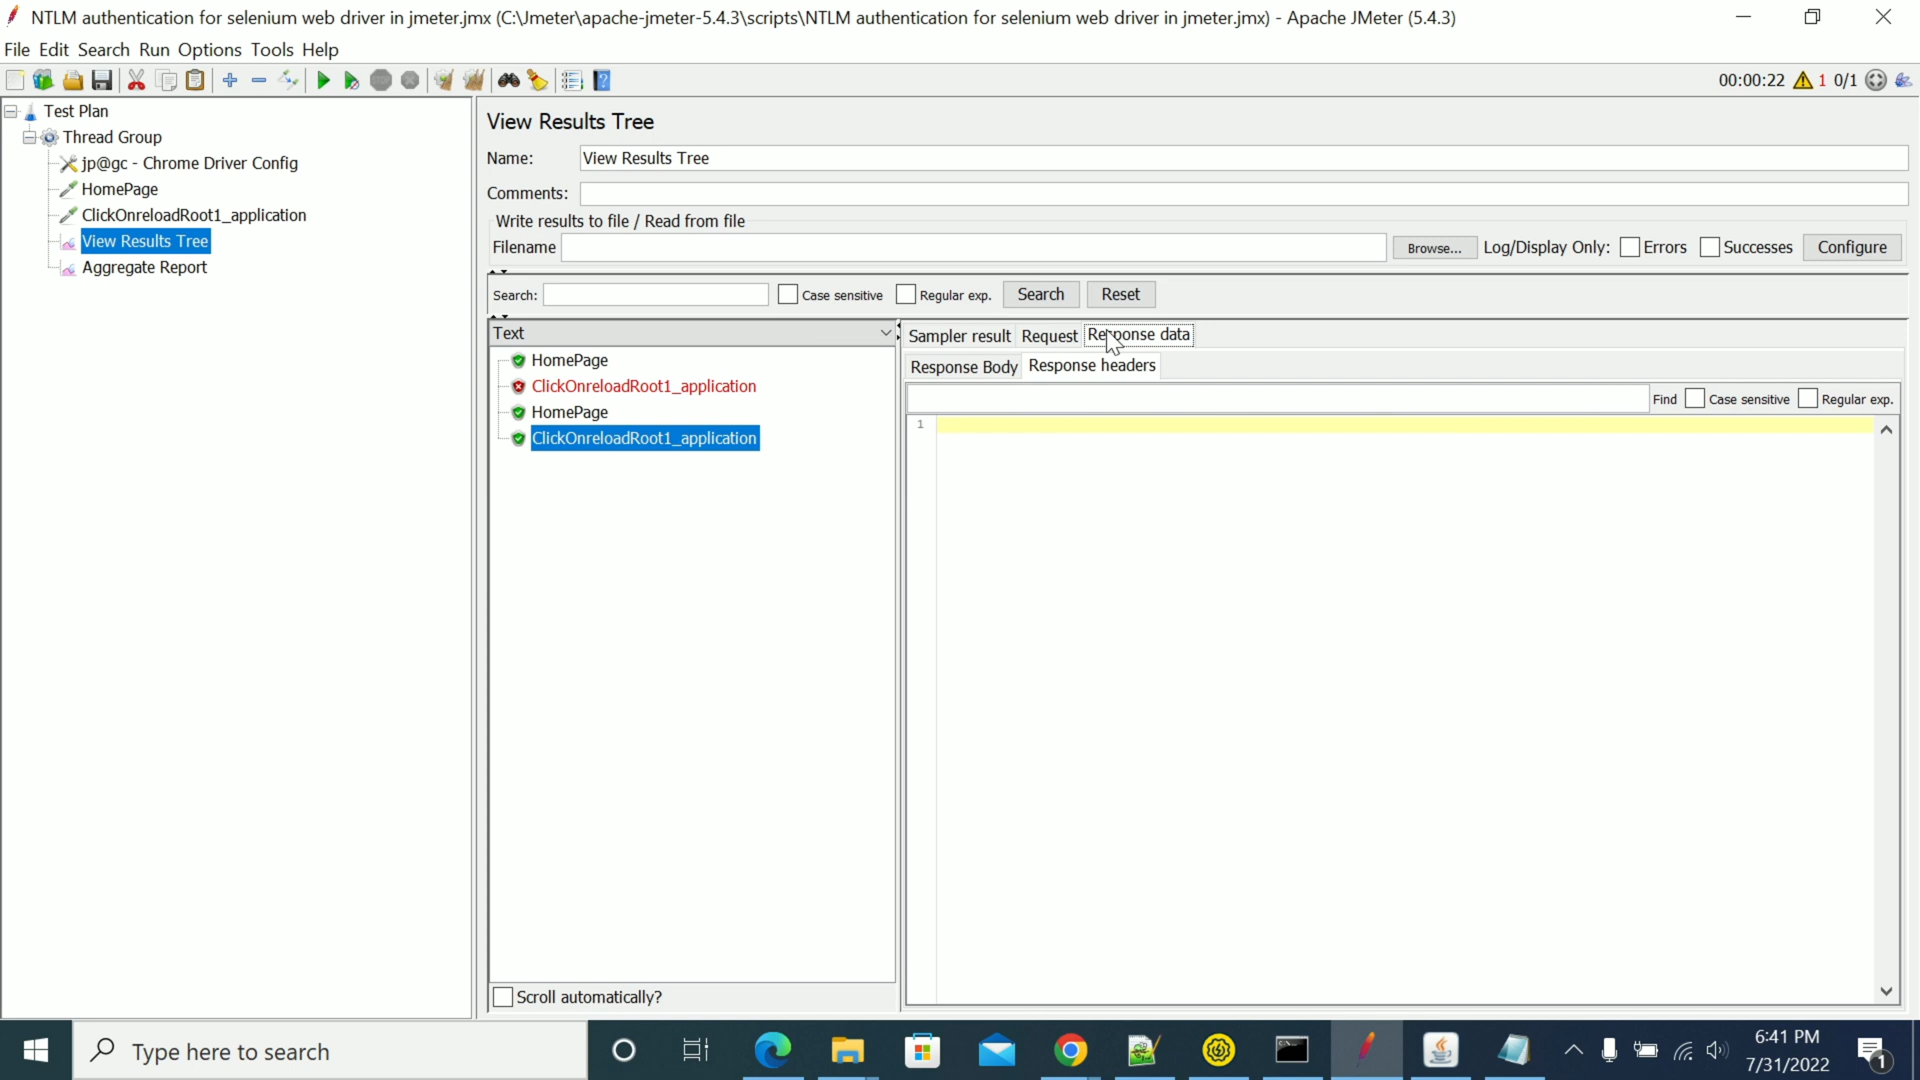 NTLM authentication for selenium web driver in jmeter.jmx (C:\Jmeter\apache-jmeter-5.4.3\scripts\NTLM authentication for selenium web driver in jmeter.jmx) - Apache JMeter (5.4.3)
File Edit Search Run Options Tools Help
00:00:22 1 0/1
Test Plan
Thread Group
jp@gc - Chrome Driver Config
HomePage
ClickOnreloadRoot1_application
View Results Tree
Aggregate Report
View Results Tree
Name: View Results Tree
Comments:
Write results to file / Read from file
Filename Browse... Log/Display Only: Errors Successes Configure
Search: Case sensitive Regular exp. Search Reset
Text
HomePage
ClickOnreloadRoot1_application
HomePage
ClickOnreloadRoot1_application
Scroll automatically?
Sampler result Request Response data
Response Body Response headers
Find Case sensitive Regular exp.
1
Type here to search
6:41 PM
7/31/2022
1